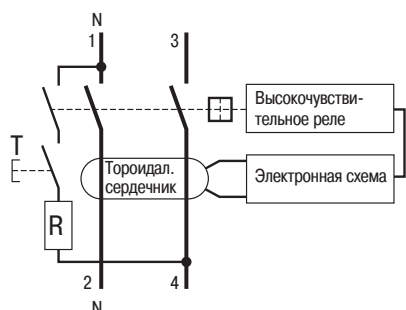 N
1 3
Высокочувстви-
тельное реле
T
Тороидал.
сердечник
Электронная схема
R
2 4
N